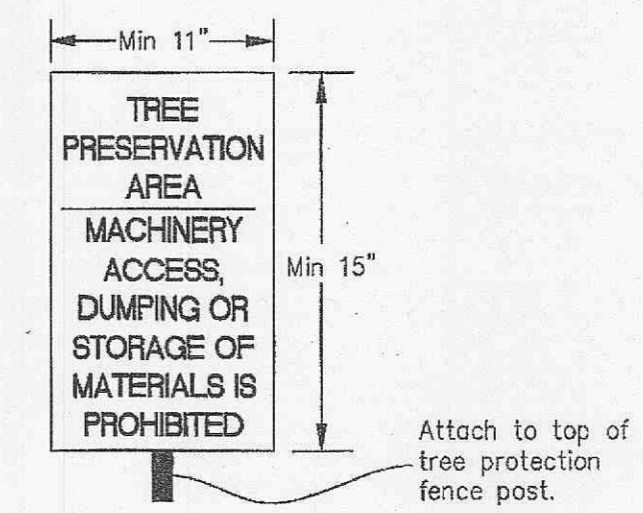 Min 11"
TREE
PRESERVATION
AREA
MACHINERY
ACCESS,
DUMPING OR
STORAGE OF
MATERIALS IS
PROHIBITED
Min 15"
Attach to top of
tree protection
fence post.